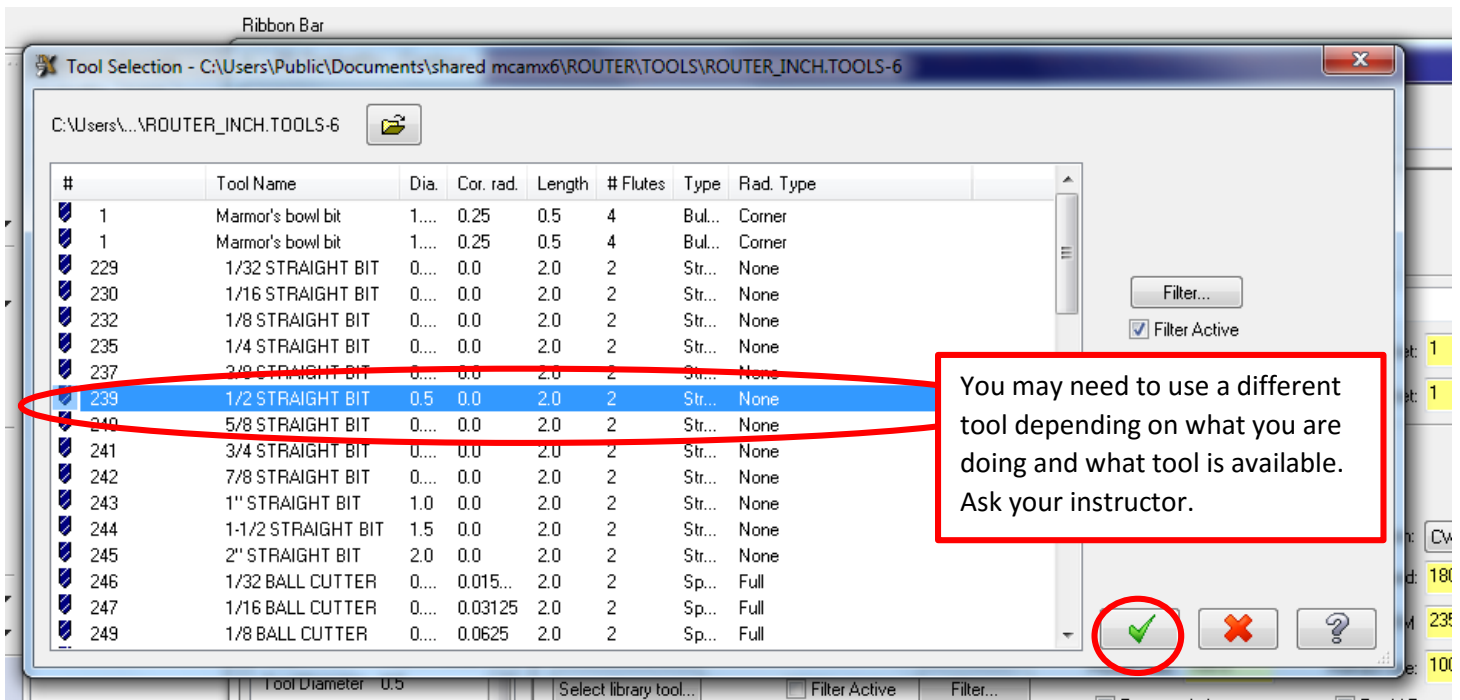 Ribbon Bar
Tool Selection - C:\Users\Public\Documents\shared mcamx6\ROUTER\TOOLS\ROUTER_INCH.TOOLS-6
x
C:\Users\...\ROUTER_INCH.TOOLS-6
# Tool Name Dia. Cor. rad. Length # Flutes Type Rad. Type
1 Marmor's bowl bit 1.... 0.25 0.5 4 Bul... Corner
1 Marmor's bowl bit 1.... 0.25 0.5 4 Bul... Corner
229 1/32 STRAIGHT BIT 0.... 0.0 2.0 2 Str... None
230 1/16 STRAIGHT BIT 0.... 0.0 2.0 2 Str... None
232 1/8 STRAIGHT BIT 0.... 0.0 2.0 2 Str... None
235 1/4 STRAIGHT BIT 0.... 0.0 2.0 2 Str... None
237 3/8 STRAIGHT BIT 0.... 0.0 2.0 2 Str... None
239 1/2 STRAIGHT BIT 0.5 0.0 2.0 2 Str... None
240 5/8 STRAIGHT BIT 0.... 0.0 2.0 2 Str... None
241 3/4 STRAIGHT BIT 0.... 0.0 2.0 2 Str... None
242 7/8 STRAIGHT BIT 0.... 0.0 2.0 2 Str... None
243 1" STRAIGHT BIT 1.0 0.0 2.0 2 Str... None
244 1-1/2 STRAIGHT BIT 1.5 0.0 2.0 2 Str... None
245 2" STRAIGHT BIT 2.0 0.0 2.0 2 Str... None
246 1/32 BALL CUTTER 0.... 0.015... 2.0 2 Sp... Full
247 1/16 BALL CUTTER 0.... 0.03125 2.0 2 Sp... Full
249 1/8 BALL CUTTER 0.... 0.0625 2.0 2 Sp... Full
Filter...
Filter Active
You may need to use a different
tool depending on what you are
doing and what tool is available.
Ask your instructor.
et: 1
et: 1
n: CW
d: 180
M 235
e: 100
Tool Diameter 0.5
Select library tool...
Filter Active
Filter...